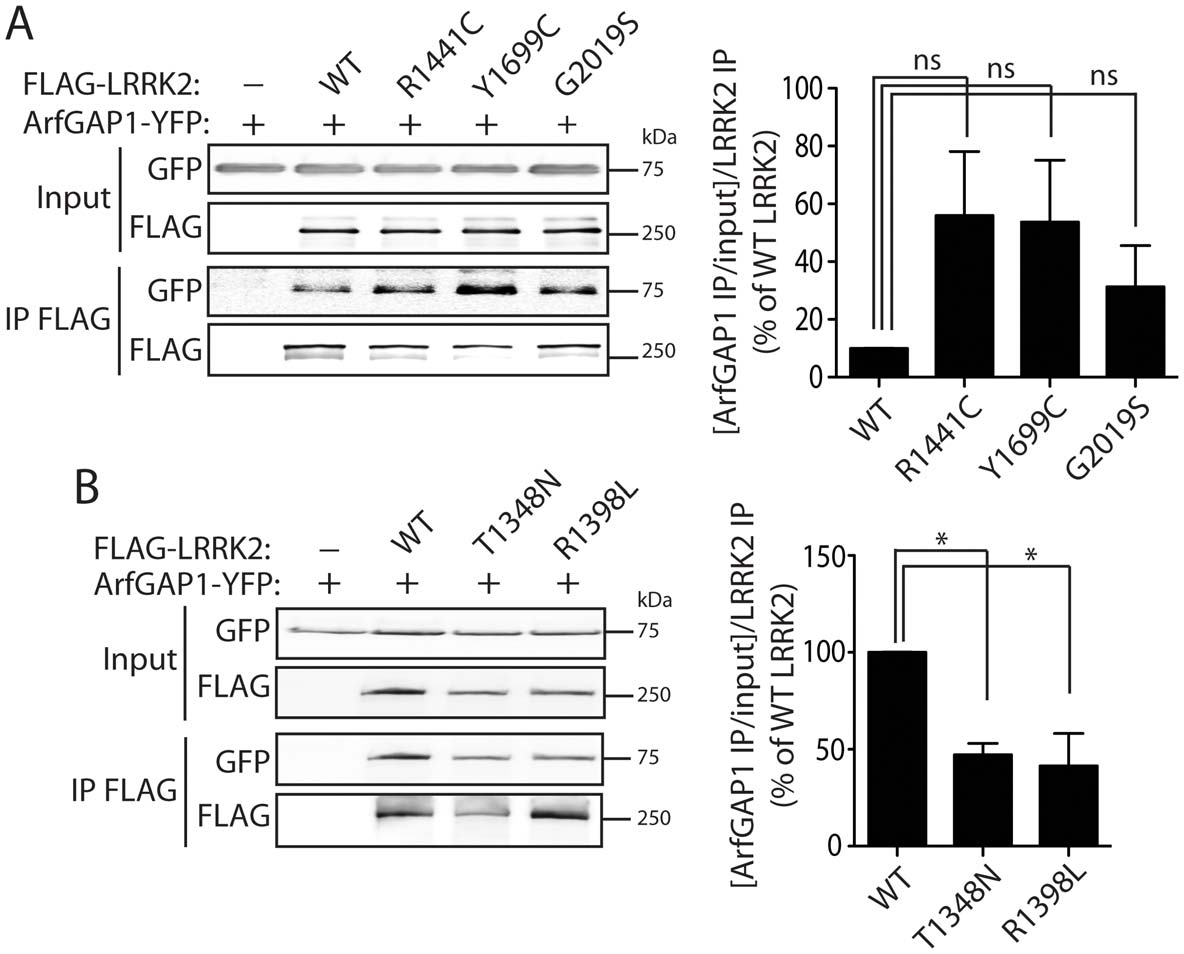 A
FLAG-LRRK2: – WT R1441C Y1699C G2019S
ArfGAP1-YFP: + + + + +
kDa
Input
GFP 75
FLAG 250
IP FLAG
GFP 75
FLAG 250
[ArfGAP1 IP/input]/LRRK2 IP
(% of WT LRRK2)
100
80
60
40
20
0
ns ns ns
WT R1441C Y1699C G2019S
B
FLAG-LRRK2: – WT T1348N R1398L
ArfGAP1-YFP: + + + +
kDa
Input
GFP 75
FLAG 250
IP FLAG
GFP 75
FLAG 250
[ArfGAP1 IP/input]/LRRK2 IP
(% of WT LRRK2)
150
100
50
0
* *
WT T1348N R1398L